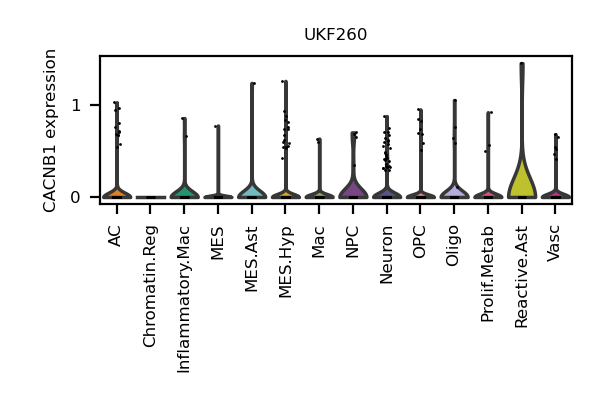 UKF260
CACNB1 expression
1
0
AC
Chromatin.Reg
Inflammatory.Mac
MES
MES.Ast
MES.Hyp
Mac
NPC
Neuron
OPC
Oligo
Prolif.Metab
Reactive.Ast
Vasc